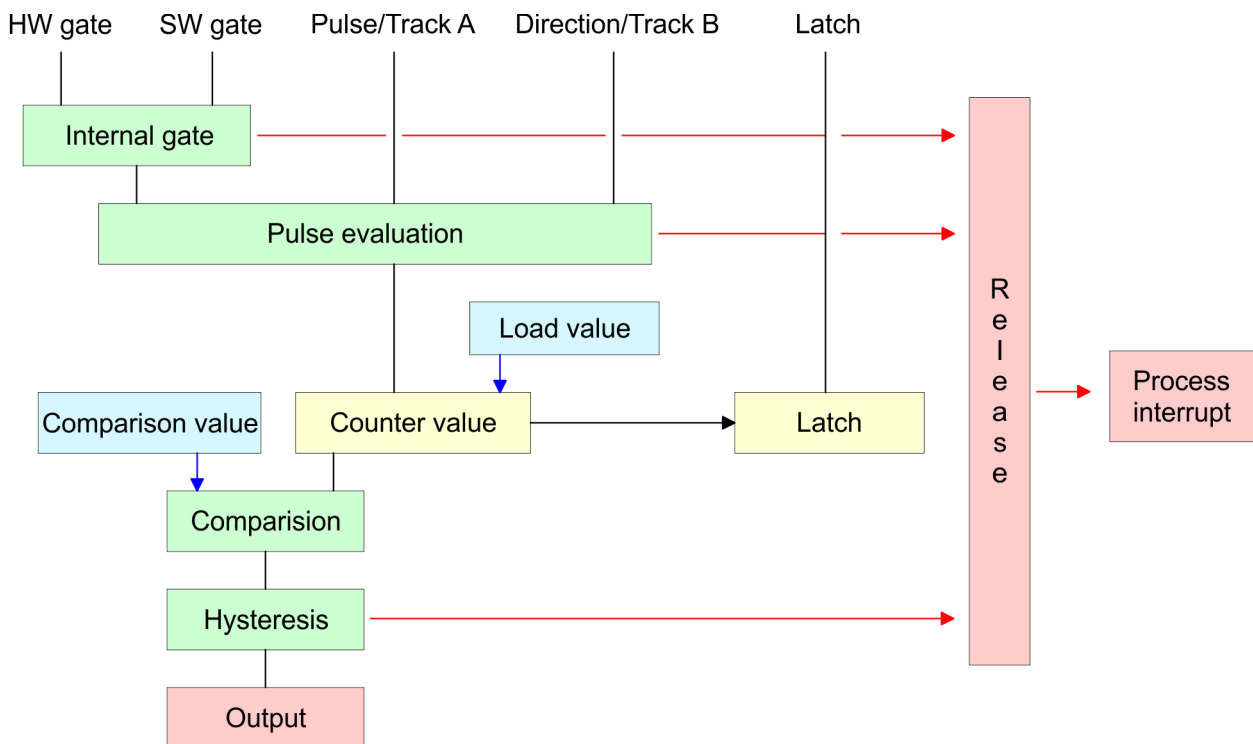 HW gate
SW gate
Pulse/Track A
Direction/Track B
Latch
Internal gate
Pulse evaluation
Load value
Comparison value
Counter value
Latch
Comparision
Hysteresis
Output
Release
Process
interrupt